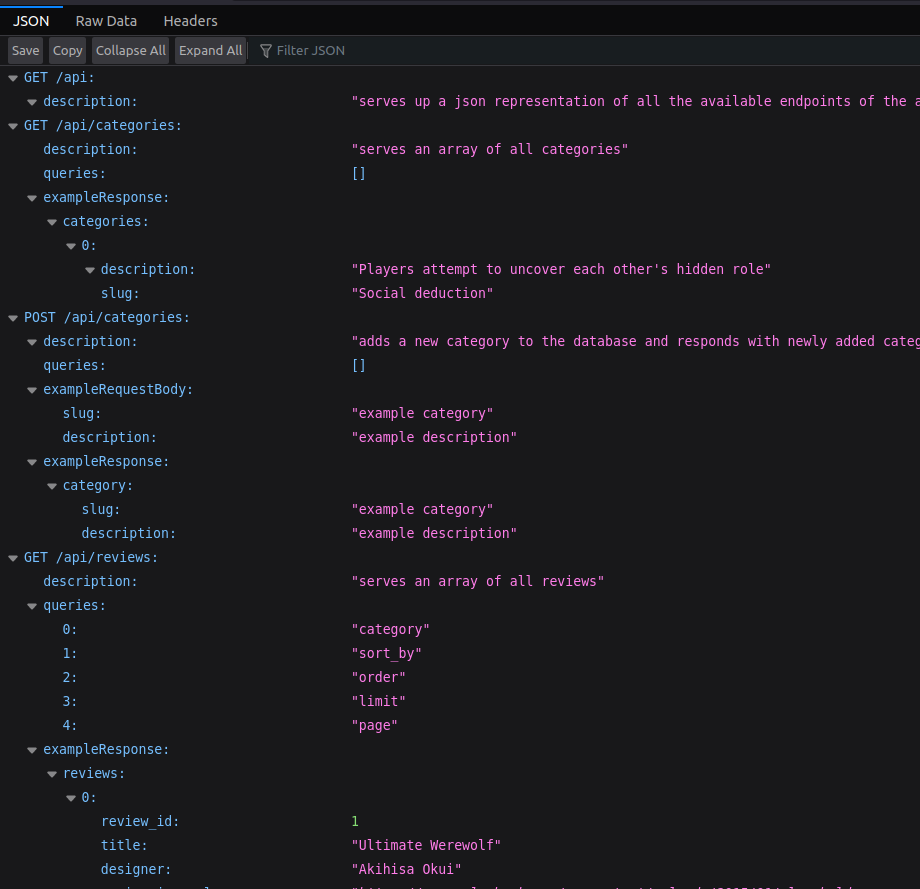 JSON Raw Data Headers
Save Copy Collapse All Expand All Filter JSON
GET /api:
description: "serves up a json representation of all the available endpoints of the
GET /api/categories:
description: "serves an array of all categories"
queries: []
exampleResponse:
categories:
0:
description: "Players attempt to uncover each other's hidden role"
slug: "Social deduction"
POST /api/categories:
description: "adds a new category to the database and responds with newly added
queries: []
exampleRequestBody:
slug: "example category"
description: "example description"
exampleResponse:
category:
slug: "example category"
description: "example description"
GET /api/reviews:
description: "serves an array of all reviews"
queries:
0: "category"
1: "sort_by"
2: "order"
3: "limit"
4: "page"
exampleResponse:
reviews:
0:
review_id: 1
title: "Ultimate Werewolf"
designer: "Akihisa Okui"